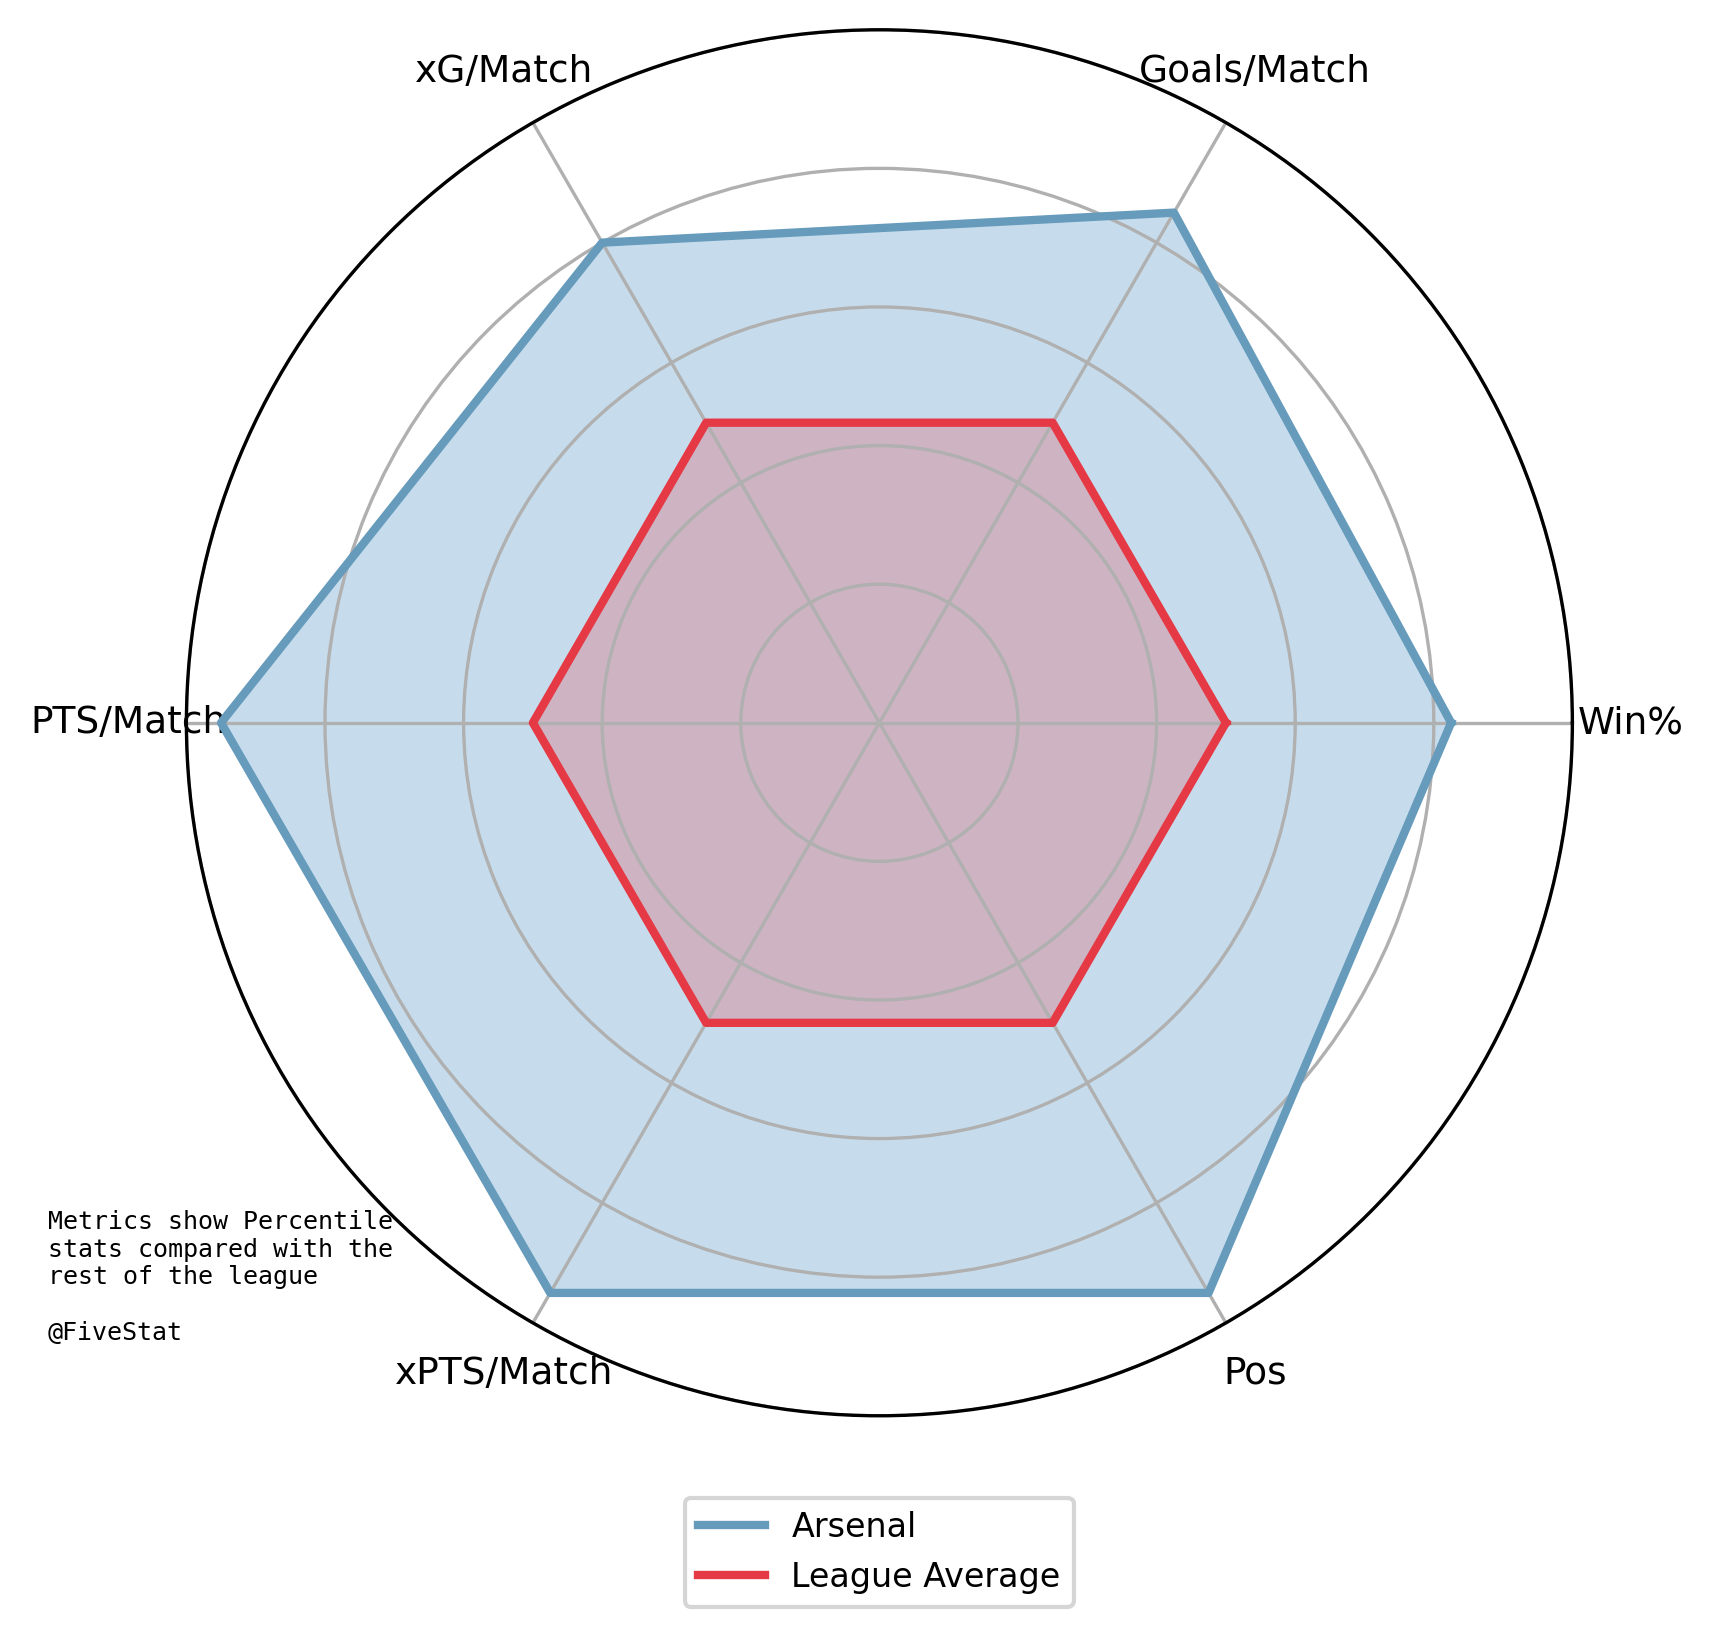 xG/Match
Goals/Match
PTS/Match
Win%
Metrics show Percentile
stats compared with the
rest of the league
@FiveStat
xPTS/Match
Pos
Arsenal
League Average